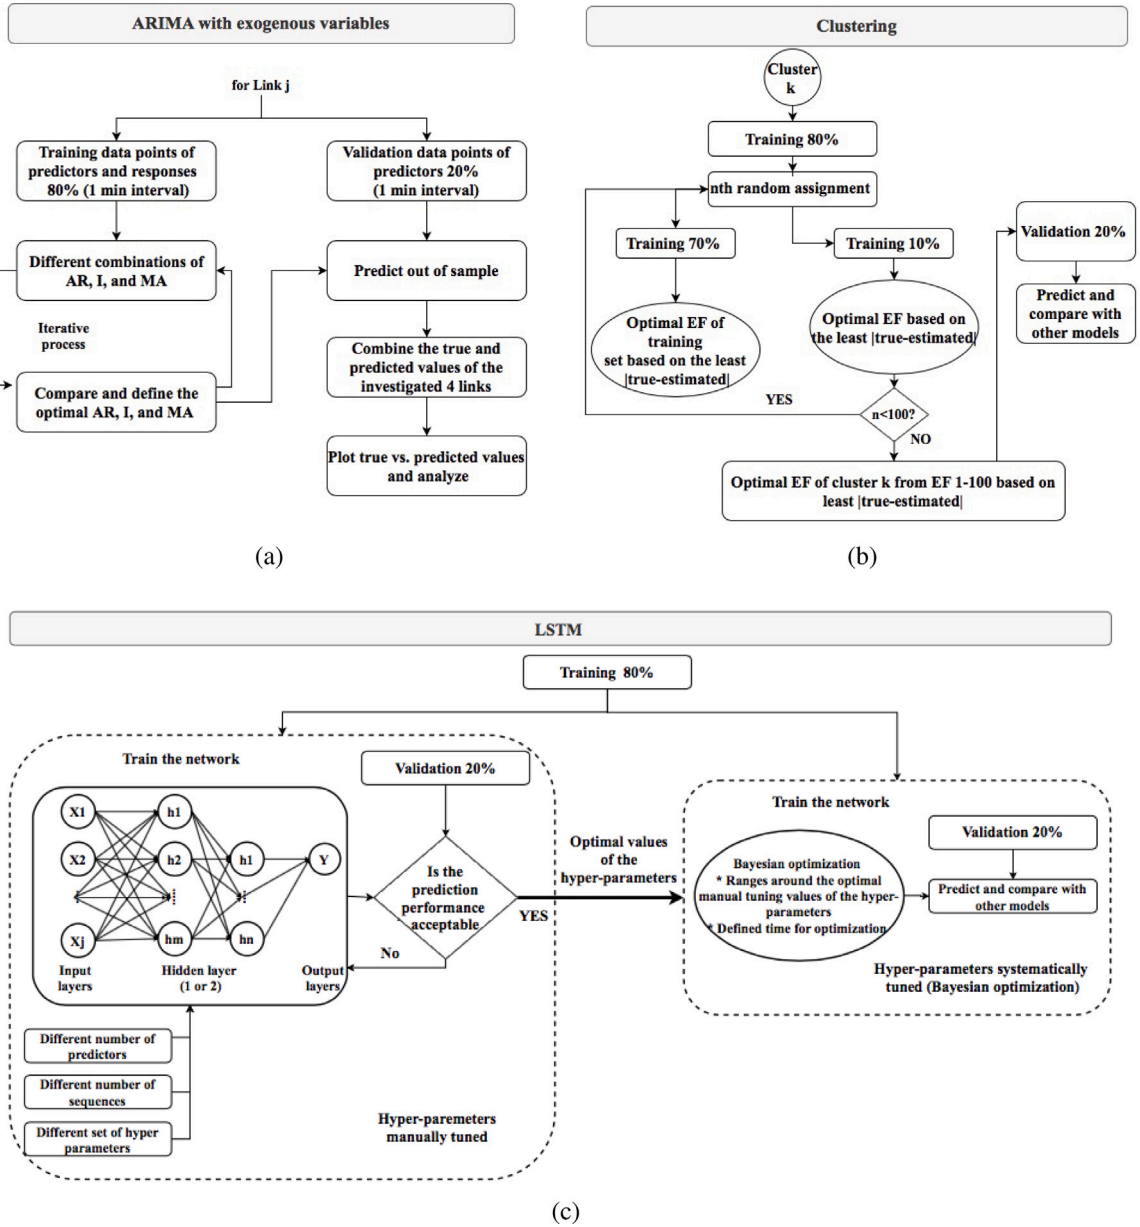 ARIMA with exogenous variables
for Link j
Training data points of
predictors and responses
80% (1 min interval)
Validation data points of
predictors 20%
(1 min interval)
Different combinations of
AR, I, and MA
Predict out of sample
Iterative
process
Compare and define the
optimal AR, I, and MA
Combine the true and
predicted values of the
investigated 4 links
Plot true vs. predicted values
and analyze
(a)
Clustering
Cluster
k
Training 80%
nth random assignment
Training 70%
Training 10%
Optimal EF of
training
set based on the least
|true-estimated|
Optimal EF based on
the least |true-estimated|
YES
n<100?
NO
Optimal EF of cluster k from EF 1-100 based on
least |true-estimated|
Validation 20%
Predict and
compare with
other models
(b)
LSTM
Training 80%
Train the network
Validation 20%
X1
X2
Xj
h1
h2
hm
h1
hn
Y
Input
layers
Hidden layer
(1 or 2)
Output
layers
Is the
prediction
performance
acceptable
No
YES
Different number of
predictors
Different number of
sequences
Different set of hyper
parameters
Hyper-paremeters
manually tuned
Optimal values
of the
hyper-parameters
Train the network
Bayesian optimization
* Ranges around the optimal
manual tuning values of the hyper-
parameters
* Defined time for optimization
Validation 20%
Predict and compare with
other models
Hyper-parameters systematically
tuned (Bayesian optimization)
(c)